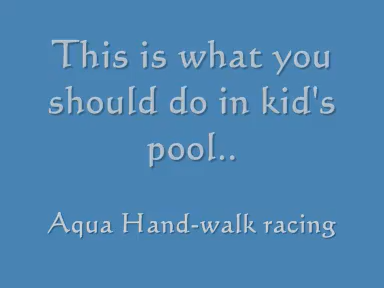 This is what you
should do in kid's
pool..
Aqua Hand-walk racing